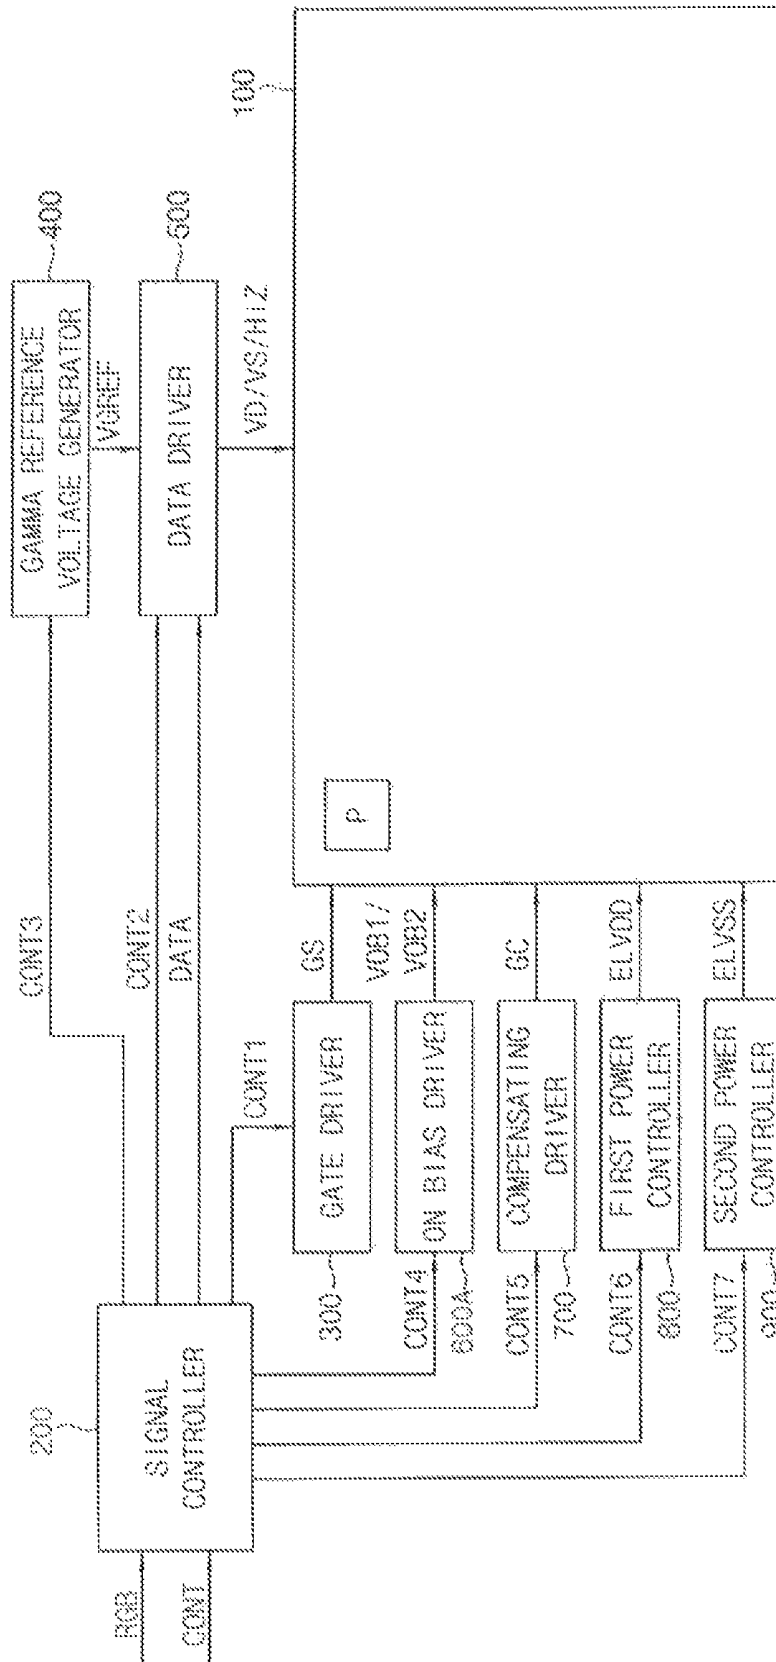 RGB
CONT
200
SIGNAL
CONTROLLER
CONT3
CONT2
DATA
CONT1
400
GAMMA REFERENCE
VOLTAGE GENERATOR
VGREF
500
DATA DRIVER
VD/VS/HiZ
100
P
300
GATE DRIVER
GS
CONT4
600A
ON BIAS DRIVER
VOB1/
VOB2
CONT5
700
COMPENSATING
DRIVER
GC
CONT6
800
FIRST POWER
CONTROLLER
ELVDD
CONT7
900
SECOND POWER
CONTROLLER
ELVSS